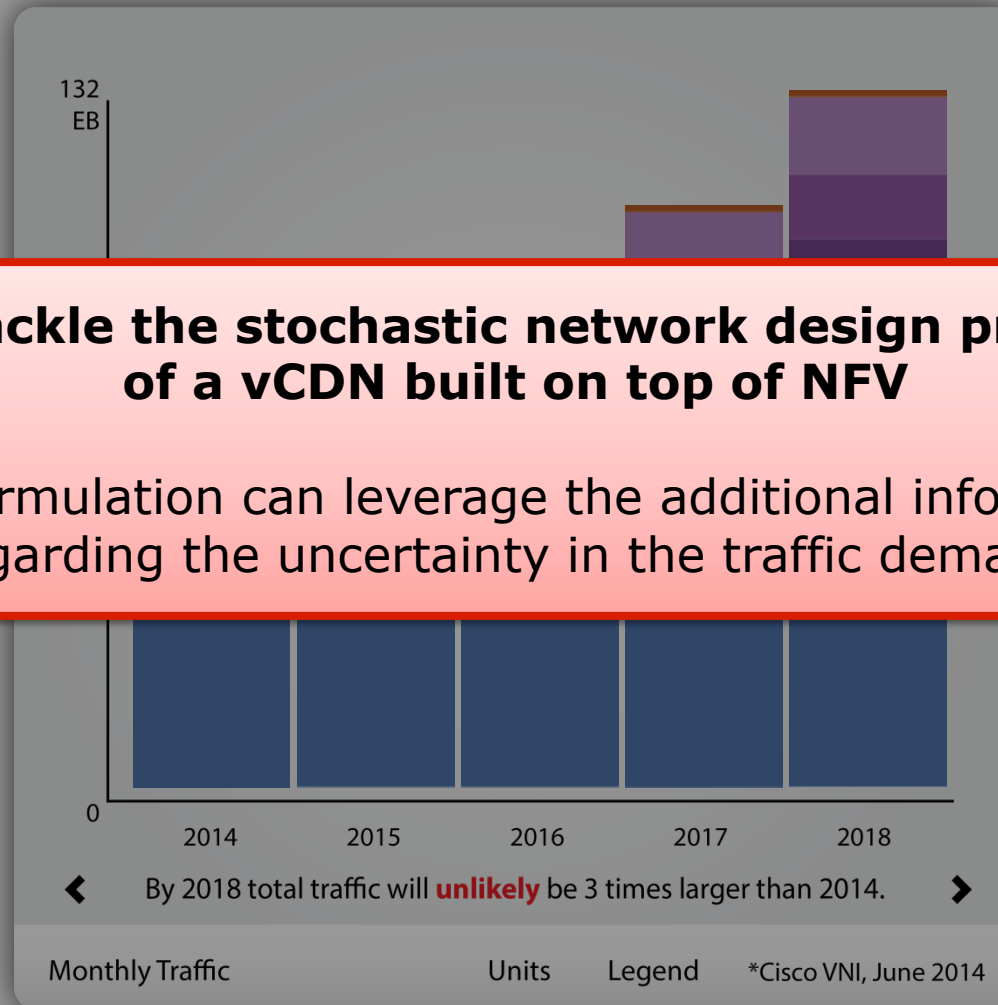 132
EB
ckle the stochastic network design pr
of a vCDN built on top of NFV
rmulation can leverage the additional info
garding the uncertainty in the traffic dema
0
2014 2015 2016 2017 2018
By 2018 total traffic will unlikely be 3 times larger than 2014.
Monthly Traffic Units Legend *Cisco VNI, June 2014